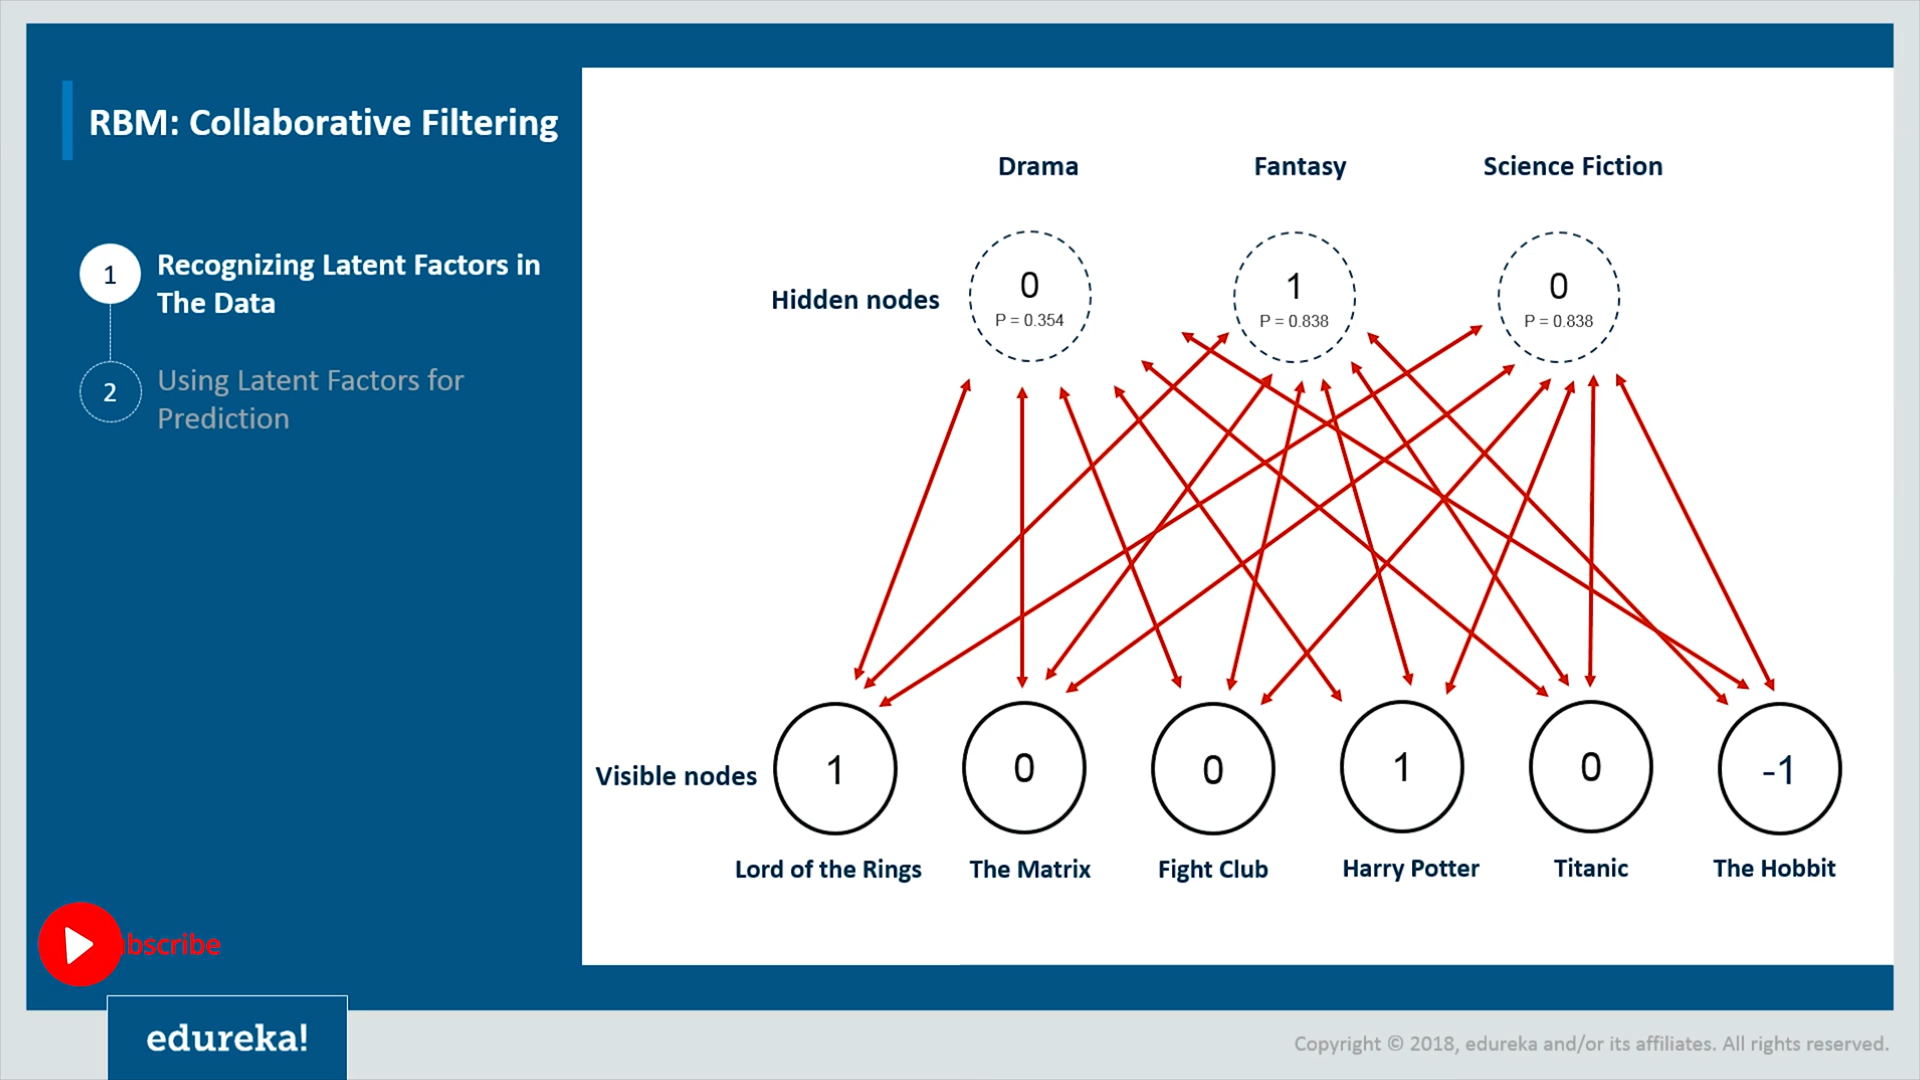 RBM: Collaborative Filtering
1
Recognizing Latent Factors in
The Data
2
Using Latent Factors for
Prediction
Drama
Fantasy
Science Fiction
Hidden nodes
0
P = 0.354
1
P = 0.838
0
P = 0.838
Visible nodes
1
0
0
1
0
-1
Lord of the Rings
The Matrix
Fight Club
Harry Potter
Titanic
The Hobbit
bscribe
edureka!
Copyright © 2018, edureka and/or its affiliates. All rights reserved.